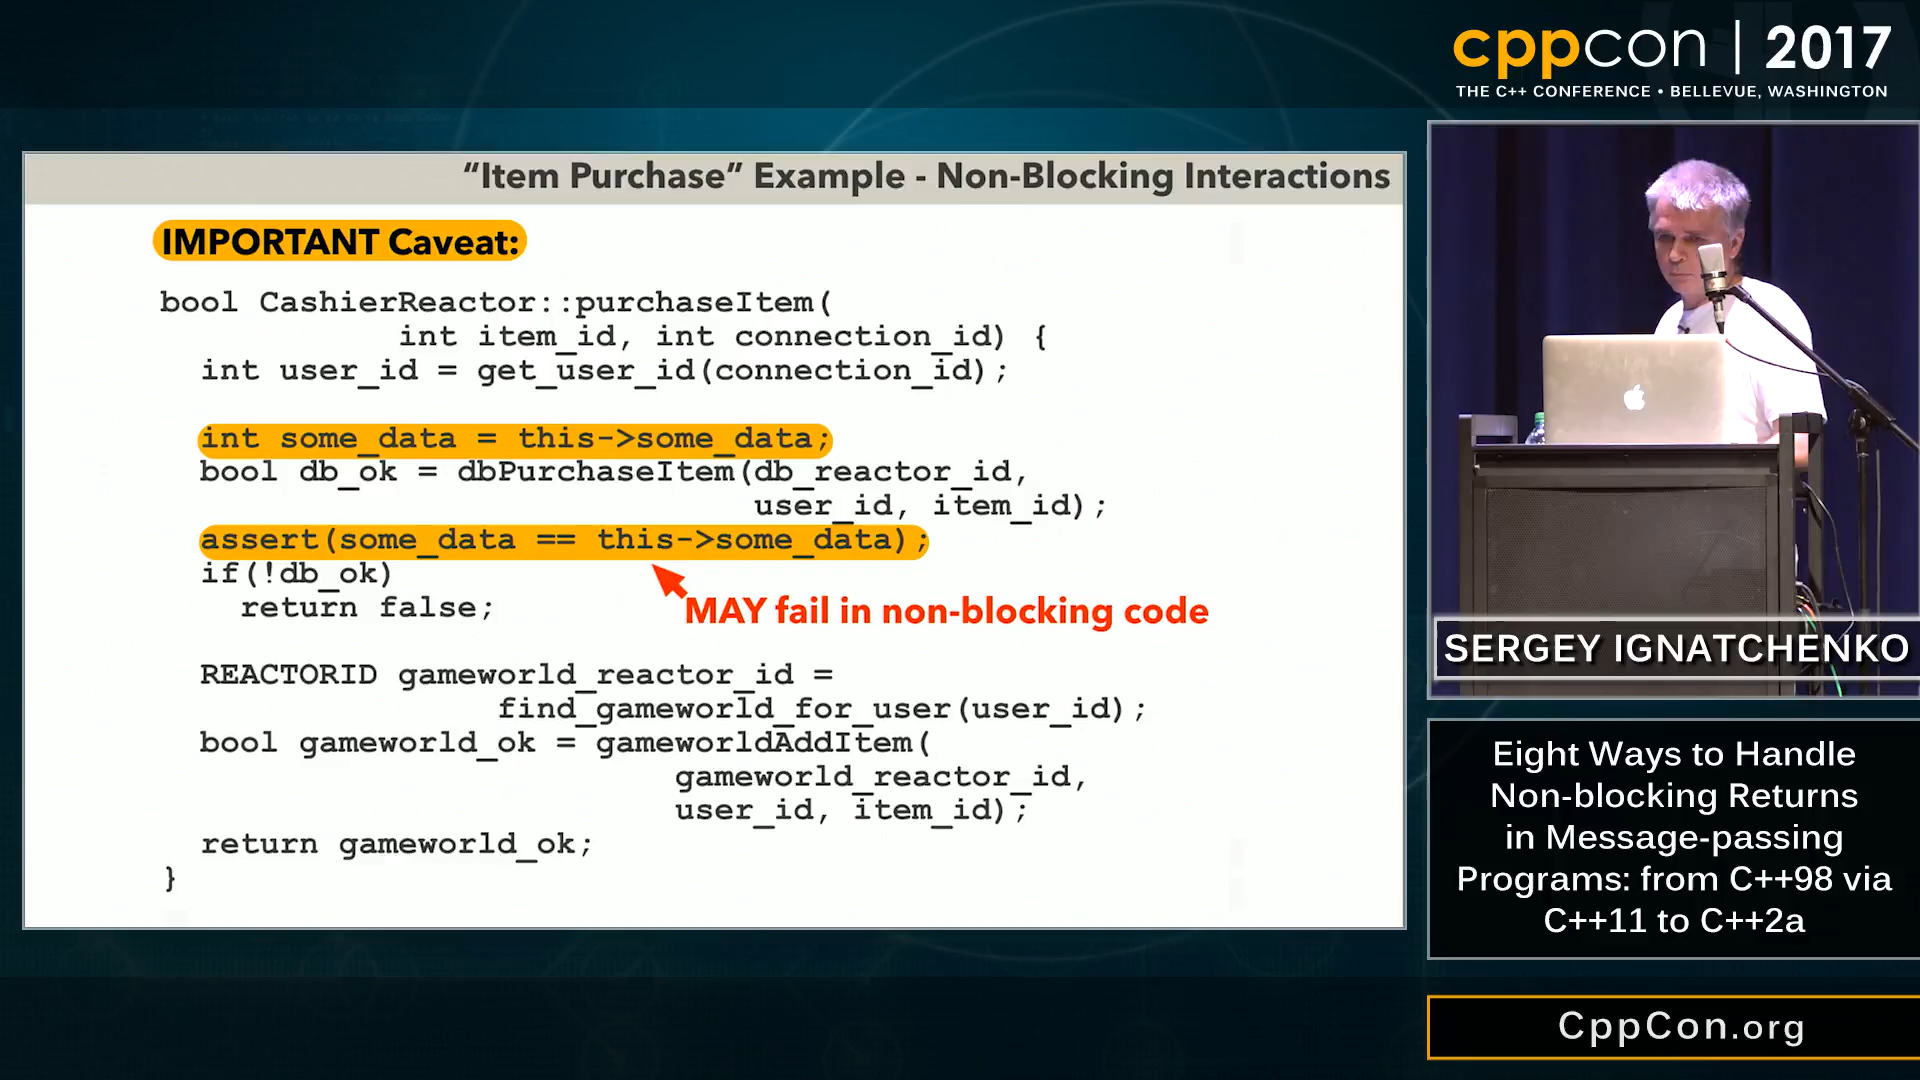 cppcon | 2017
THE C++ CONFERENCE • BELLEVUE, WASHINGTON
“Item Purchase” Example - Non-Blocking Interactions
IMPORTANT Caveat:
bool CashierReactor::purchaseItem(
int item_id, int connection_id) {
int user_id = get_user_id(connection_id);
int some_data = this->some_data;
bool db_ok = dbPurchaseItem(db_reactor_id,
user_id, item_id);
assert(some_data == this->some_data);
if(!db_ok)
return false;
MAY fail in non-blocking code
REACTORID gameworld_reactor_id =
find_gameworld_for_user(user_id);
bool gameworld_ok = gameworldAddItem(
gameworld_reactor_id,
user_id, item_id);
return gameworld_ok;
}
SERGEY IGNATCHENKO
Eight Ways to Handle
Non-blocking Returns
in Message-passing
Programs: from C++98 via
C++11 to C++2a
CppCon.org